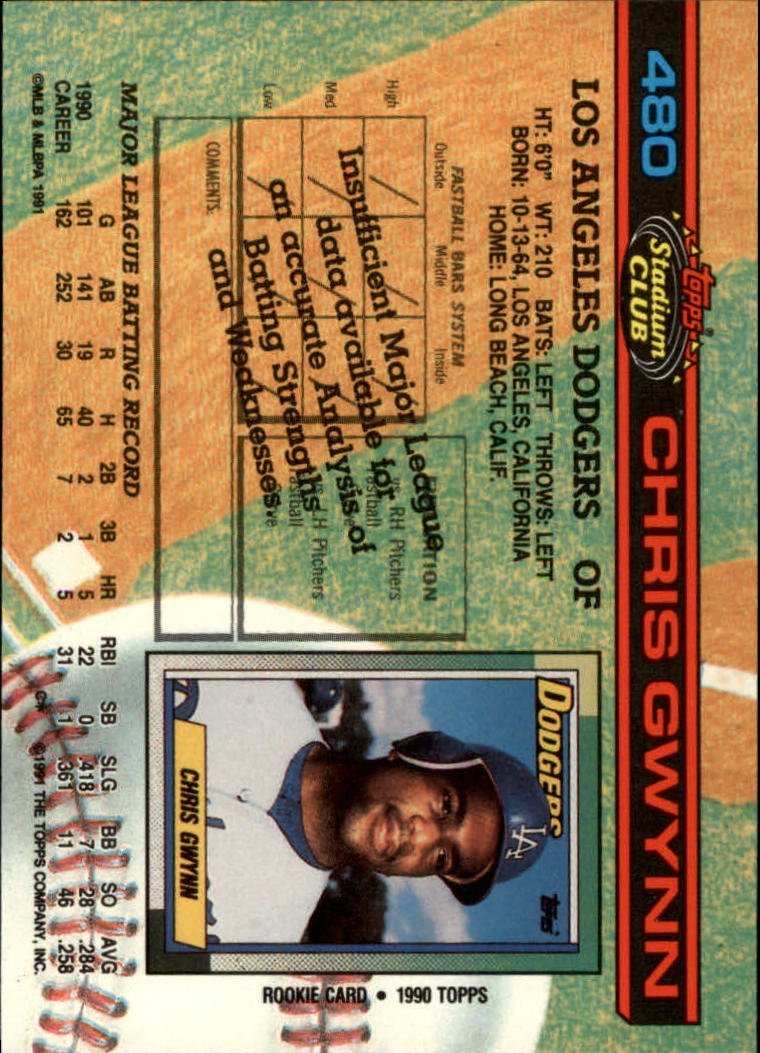 480
Topps®
Stadium
CLUB
CHRIS GWYNN
LOS ANGELES DODGERS OF
HT: 6'0" WT: 210 BATS: LEFT THROWS: LEFT
BORN: 10-13-64, LOS ANGELES, CALIFORNIA
HOME: LONG BEACH, CALIF.
FASTBALL BARS SYSTEM
Outside Middle Inside
High
Med
Low
COMMENTS:
RH Pitchers
LH Pitchers
Insufficient Major League
data available for
an accurate Analysis of
Batting Strengths
and Weaknesses.
DODGERS
LA
topps
CHRIS GWYNN
ROOKIE CARD • 1990 TOPPS
MAJOR LEAGUE BATTING RECORD
G AB R H 2B 3B HR RBI SB SLG BB SO AVG
1990 101 141 19 40 2 1 5 22 0 .418 7 28 .284
CAREER 162 252 30 65 7 2 5 31 1 .361 11 46 .258
©MLB & MLBPA 1991 ©1991 THE TOPPS COMPANY, INC.